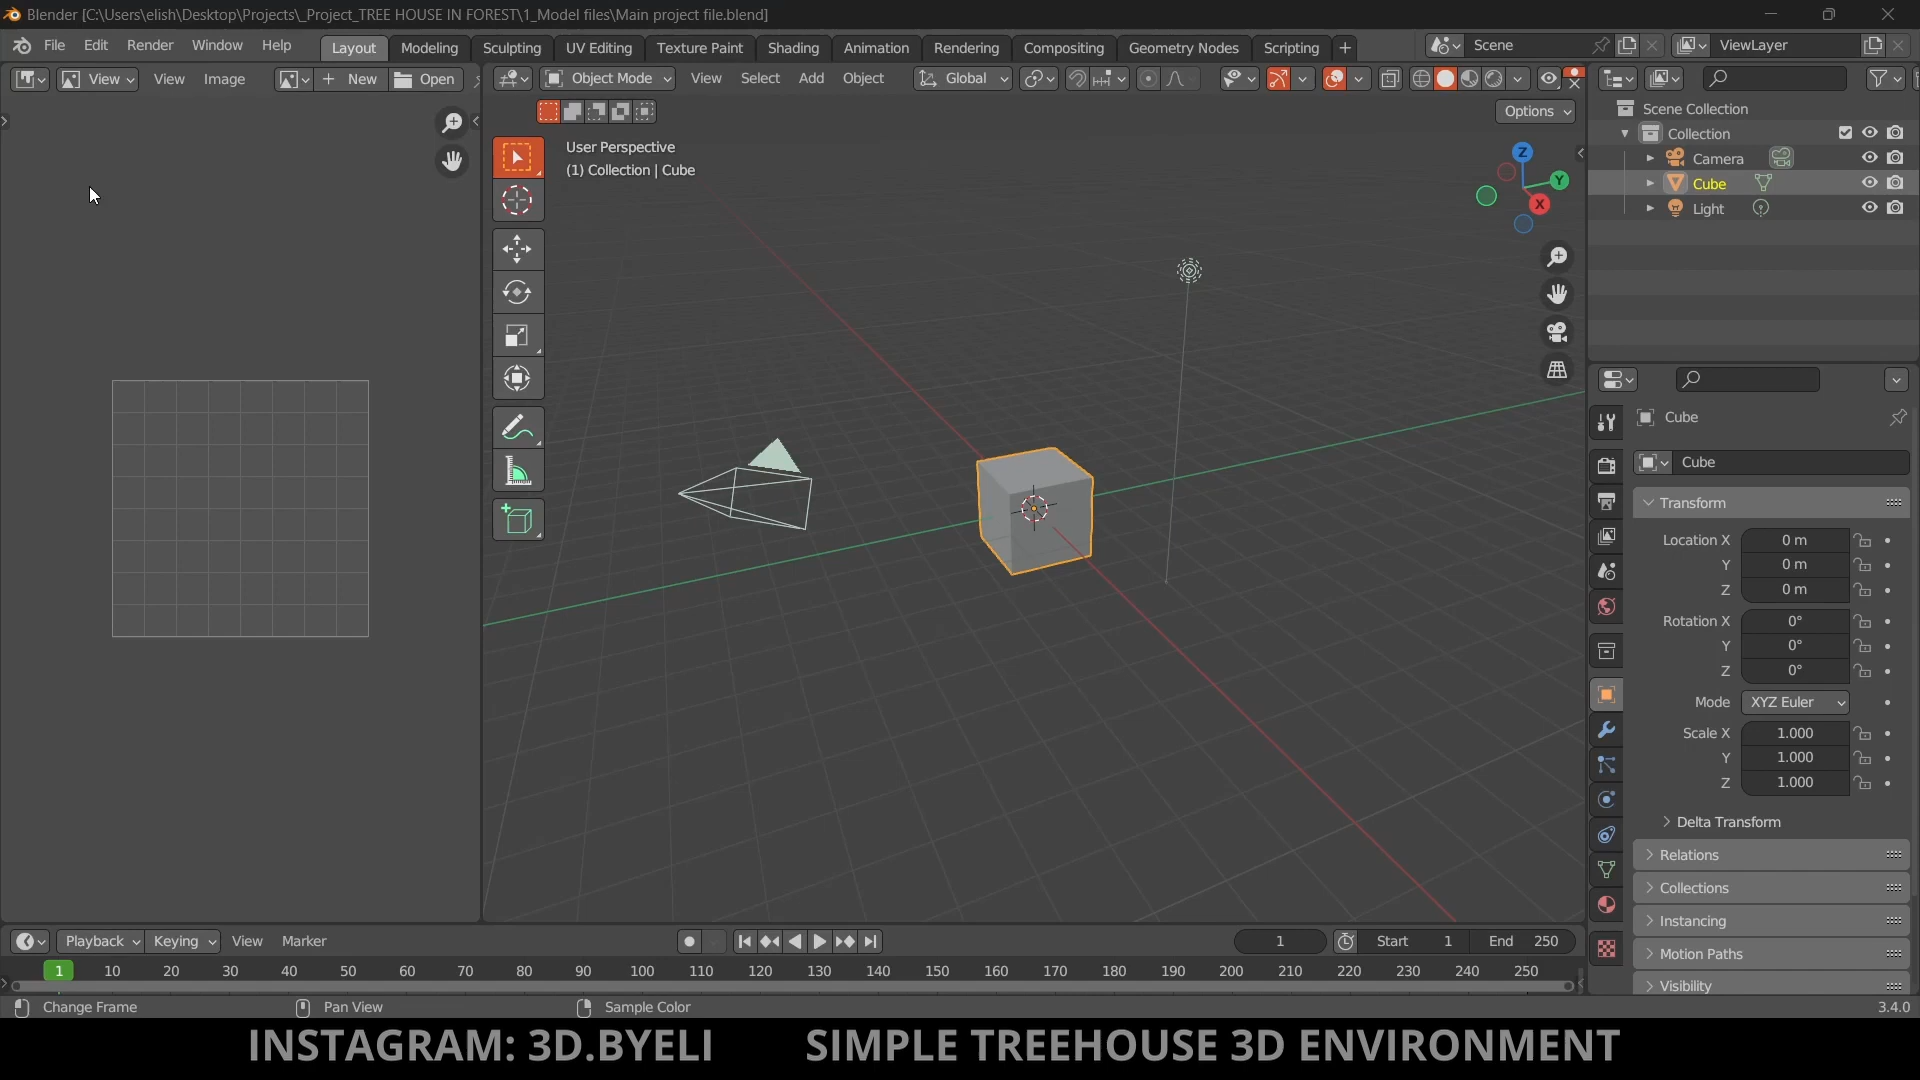 Blender [C:\Users\elish\Desktop\Projects\_Project_TREE HOUSE IN FOREST\1_Model files\Main project file.blend]
File Edit Render Window Help Layout Modeling Sculpting UV Editing Texture Paint Shading Animation Rendering Compositing Geometry Nodes Scripting + Scene ViewLayer
View View Image New Open Object Mode View Select Add Object Global
Options
User Perspective
(1) Collection | Cube
Z
Y
X
Scene Collection
Collection
Camera
Cube
Light
Cube
Cube
Transform
Location X 0 m
Y 0 m
Z 0 m
Rotation X 0°
Y 0°
Z 0°
Mode XYZ Euler
Scale X 1.000
Y 1.000
Z 1.000
Delta Transform
Relations
Collections
Instancing
Motion Paths
Visibility
Playback Keying View Marker 1 Start 1 End 250
1 10 20 30 40 50 60 70 80 90 100 110 120 130 140 150 160 170 180 190 200 210 220 230 240 250
Change Frame Pan View Sample Color 3.4.0
INSTAGRAM: 3D.BYELI SIMPLE TREEHOUSE 3D ENVIRONMENT